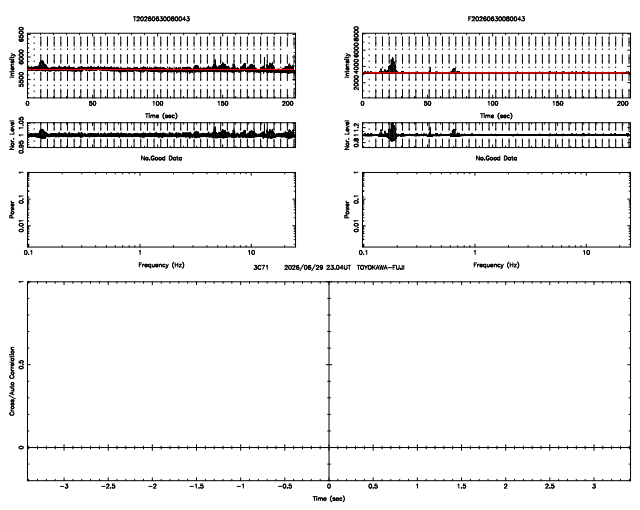 T20260630080043 F20260630080043
Intensity 5000 5500 6000 6500 Intensity 2000 4000 6000 8000
0 50 100 150 200 0 50 100 150 200
Time (sec) Time (sec)
Nor. Level 0.95 1 1.05 Nor. Level 0.8 1 1.2
No.Good Data No.Good Data
Power 0.01 0.1 1 Power 0.01 0.1 1
0.1 1 10 0.1 1 10
Frequency (Hz) Frequency (Hz)
3C71 2026/06/29 23.04UT TOYOKAWA-FUJI
Cross/Auto Correlation 0 0.5 1
-3 -2.5 -2 -1.5 -1 -0.5 0 0.5 1 1.5 2 2.5 3
Time (sec)